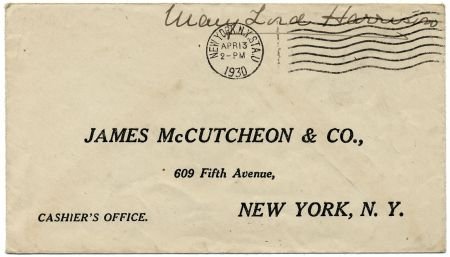 Mary Lord Harrison
NEW YORK, N.Y. STA. U
APR 13
2-PM
1930
JAMES McCUTCHEON & CO.,
609 Fifth Avenue,
NEW YORK, N. Y.
CASHIER'S OFFICE.